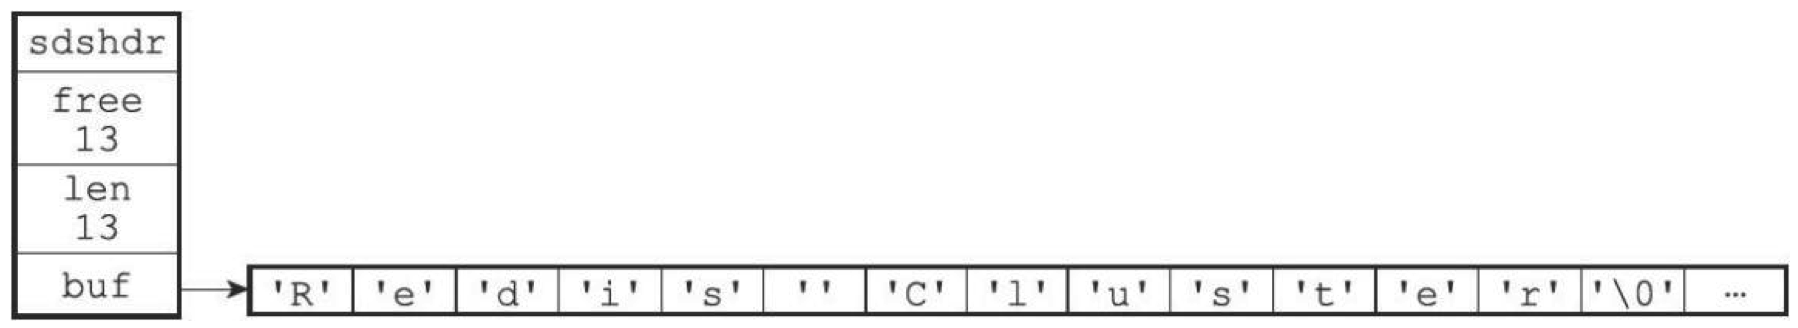 sdshdr
free
13
len
13
buf
'R' 'e' 'd' 'i' 's' ' ' 'C' 'l' 'u' 's' 't' 'e' 'r' '\0' …